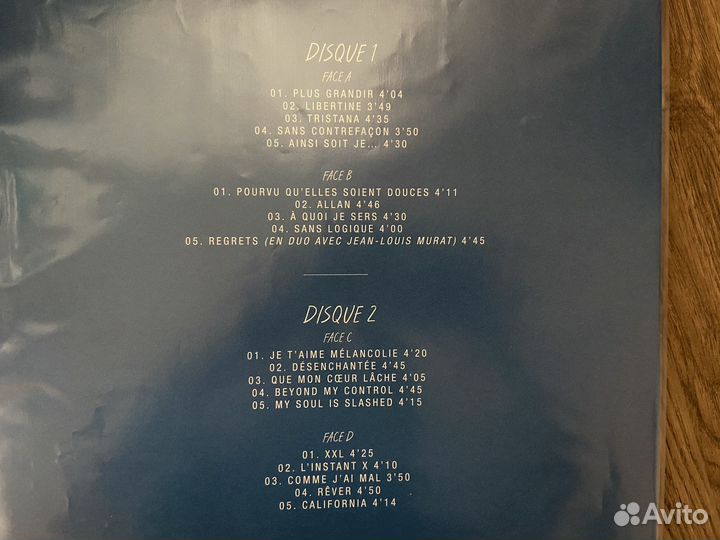 DISQUE 1
FACE A
01. PLUS GRANDIR 4'04
02. LIBERTINE 3'49
03. TRISTANA 4'35
04. SANS CONTREFAÇON 3'50
05. AINSI SOIT JE... 4'30
FACE B
01. POURVU QU'ELLES SOIENT DOUCES 4'11
02. ALLAN 4'46
03. À QUOI JE SERS 4'30
04. SANS LOGIQUE 4'00
05. REGRETS (EN DUO AVEC JEAN-LOUIS MURAT) 4'45
DISQUE 2
FACE C
01. JE T'AIME MÉLANCOLIE 4'20
02. DÉSENCHANTÉE 4'45
03. QUE MON CŒUR LÂCHE 4'05
04. BEYOND MY CONTROL 4'45
05. MY SOUL IS SLASHED 4'15
FACE D
01. XXL 4'25
02. L'INSTANT X 4'10
03. COMME J'AI MAL 3'50
04. RÊVER 4'50
05. CALIFORNIA 4'14
Avito